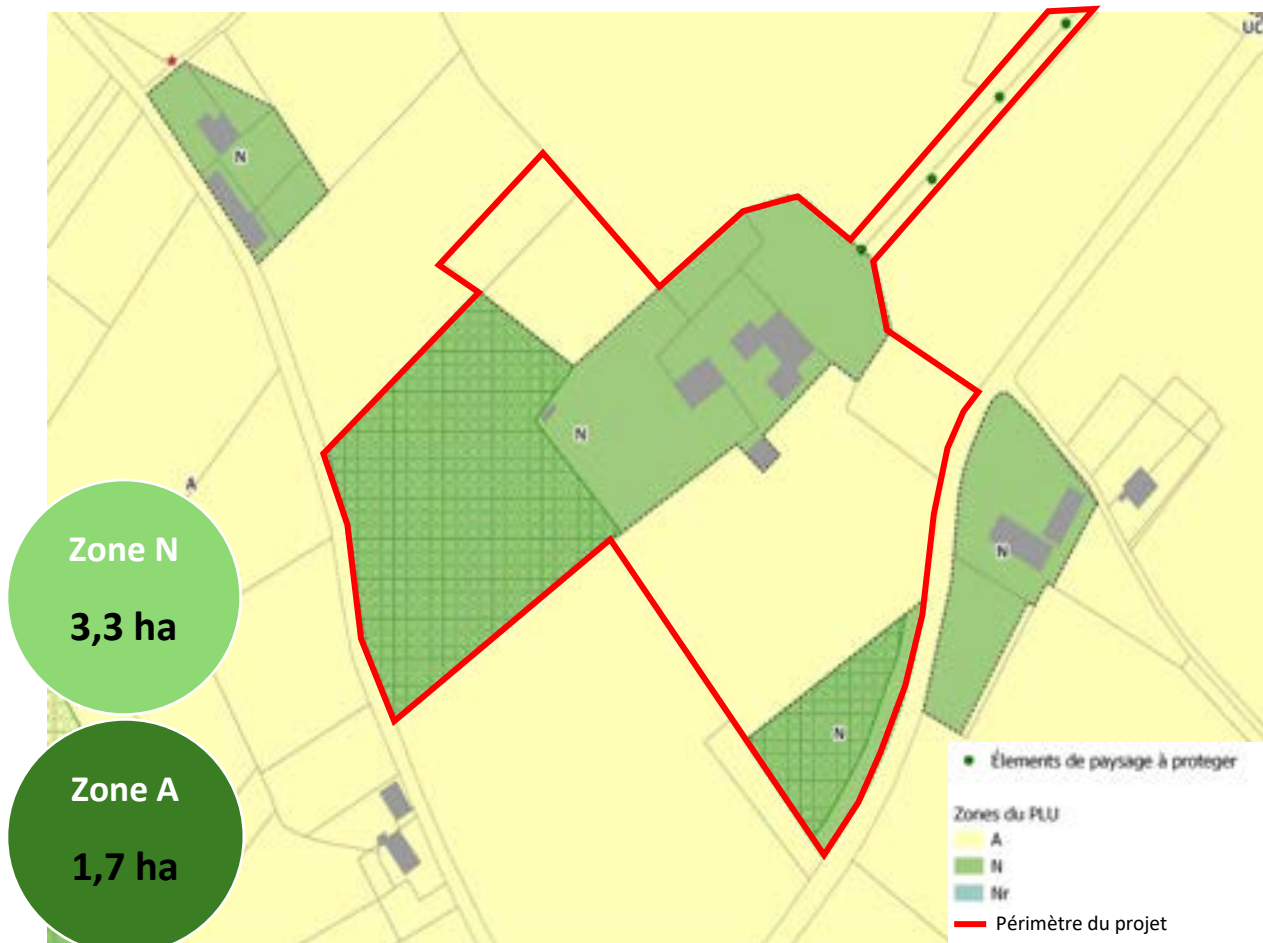 UC
N
N
A
N
N
N
Zone N
3,3 ha
Zone A
1,7 ha
Élements de paysage à proteger
Zones du PLU
A
N
Nr
Périmètre du projet